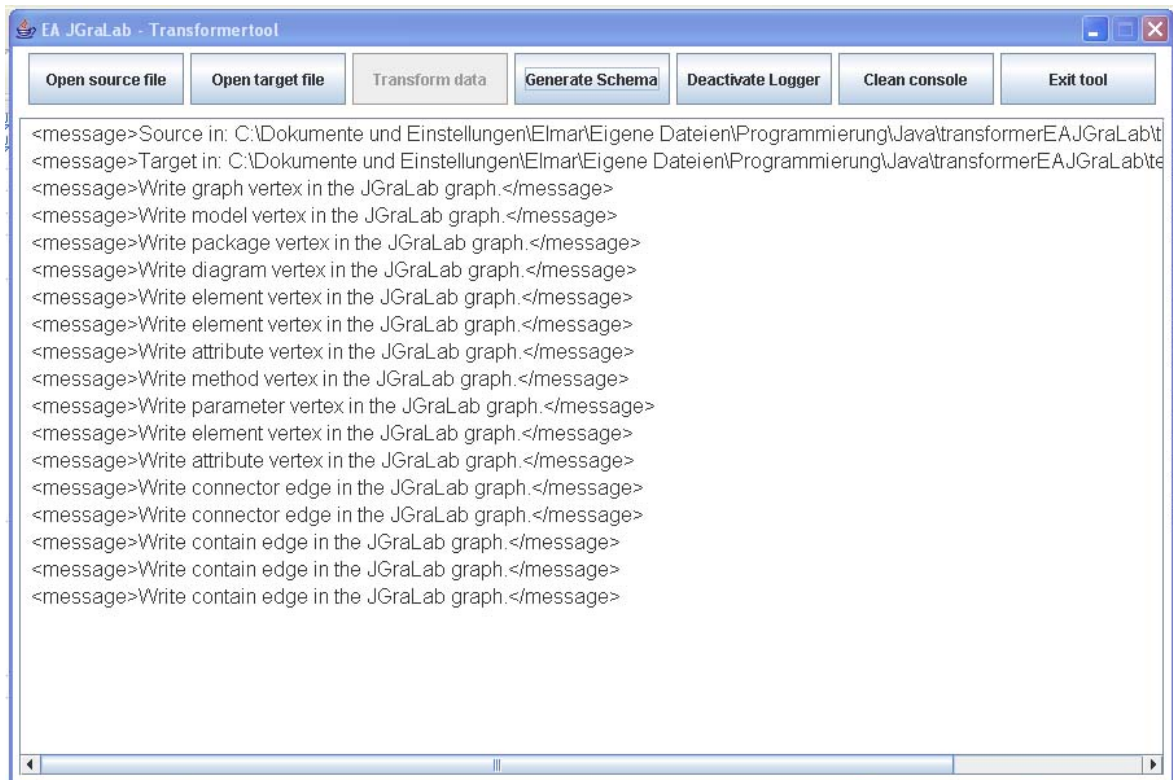 EA JGraLab - Transformertool
Open source file Open target file Transform data Generate Schema Deactivate Logger Clean console Exit tool
<message>Source in: C:\Dokumente und Einstellungen\Elmar\Eigene Dateien\Programmierung\Java\transformerEAJGraLab\t
<message>Target in: C:\Dokumente und Einstellungen\Elmar\Eigene Dateien\Programmierung\Java\transformerEAJGraLab\te
<message>Write graph vertex in the JGraLab graph.</message>
<message>Write model vertex in the JGraLab graph.</message>
<message>Write package vertex in the JGraLab graph.</message>
<message>Write diagram vertex in the JGraLab graph.</message>
<message>Write element vertex in the JGraLab graph.</message>
<message>Write element vertex in the JGraLab graph.</message>
<message>Write attribute vertex in the JGraLab graph.</message>
<message>Write method vertex in the JGraLab graph.</message>
<message>Write parameter vertex in the JGraLab graph.</message>
<message>Write element vertex in the JGraLab graph.</message>
<message>Write attribute vertex in the JGraLab graph.</message>
<message>Write connector edge in the JGraLab graph.</message>
<message>Write connector edge in the JGraLab graph.</message>
<message>Write contain edge in the JGraLab graph.</message>
<message>Write contain edge in the JGraLab graph.</message>
<message>Write contain edge in the JGraLab graph.</message>